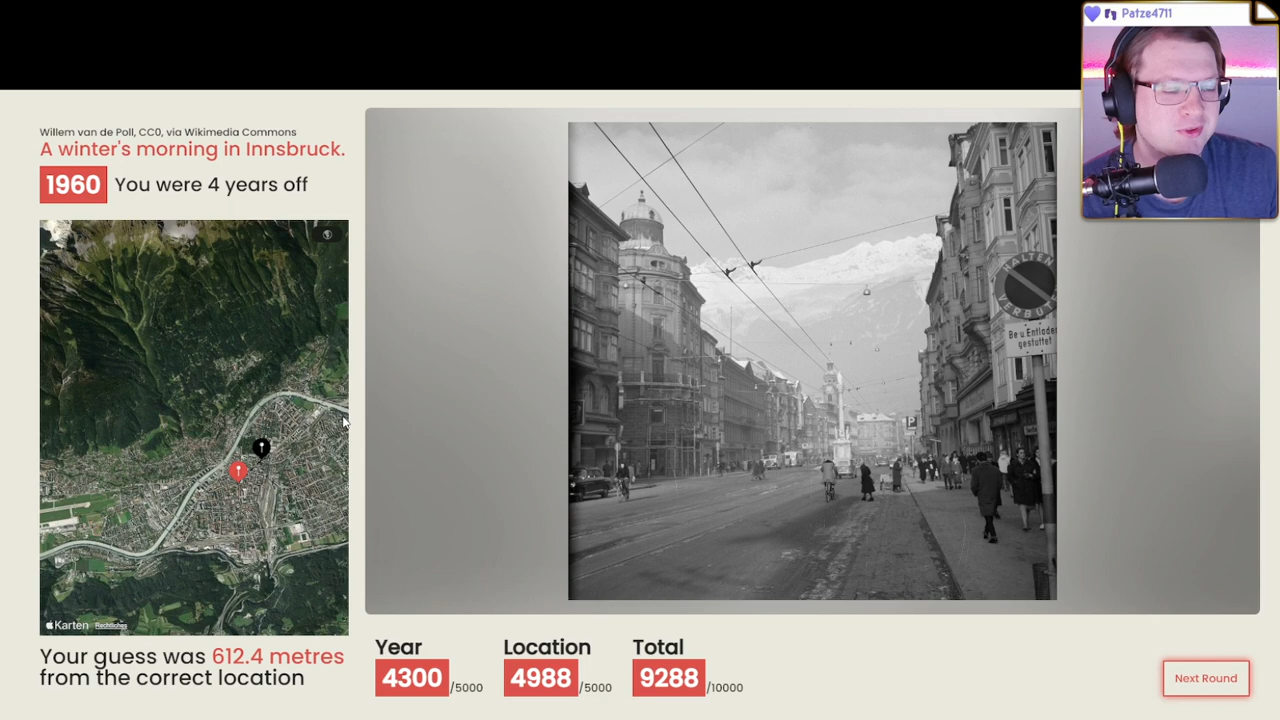 Patze4711
Willem van de Poll, CC0, via Wikimedia Commons
A winter's morning in Innsbruck.
1960 You were 4 years off
HALTEN
VERBOTEN
Be u Entladen
gestattet
P
Karten Rechtliches
Your guess was 612.4 metres
from the correct location
Year
4300/5000
Location
4988/5000
Total
9288/10000
Next Round